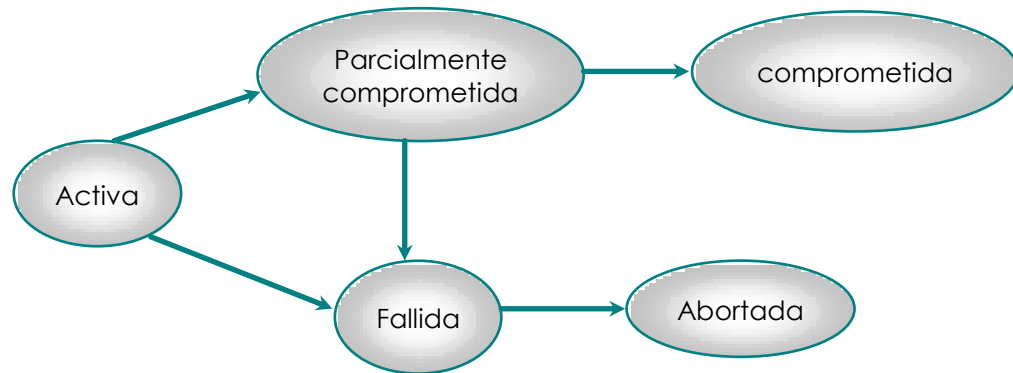 Parcialmente
comprometida
comprometida
Activa
Fallida
Abortada